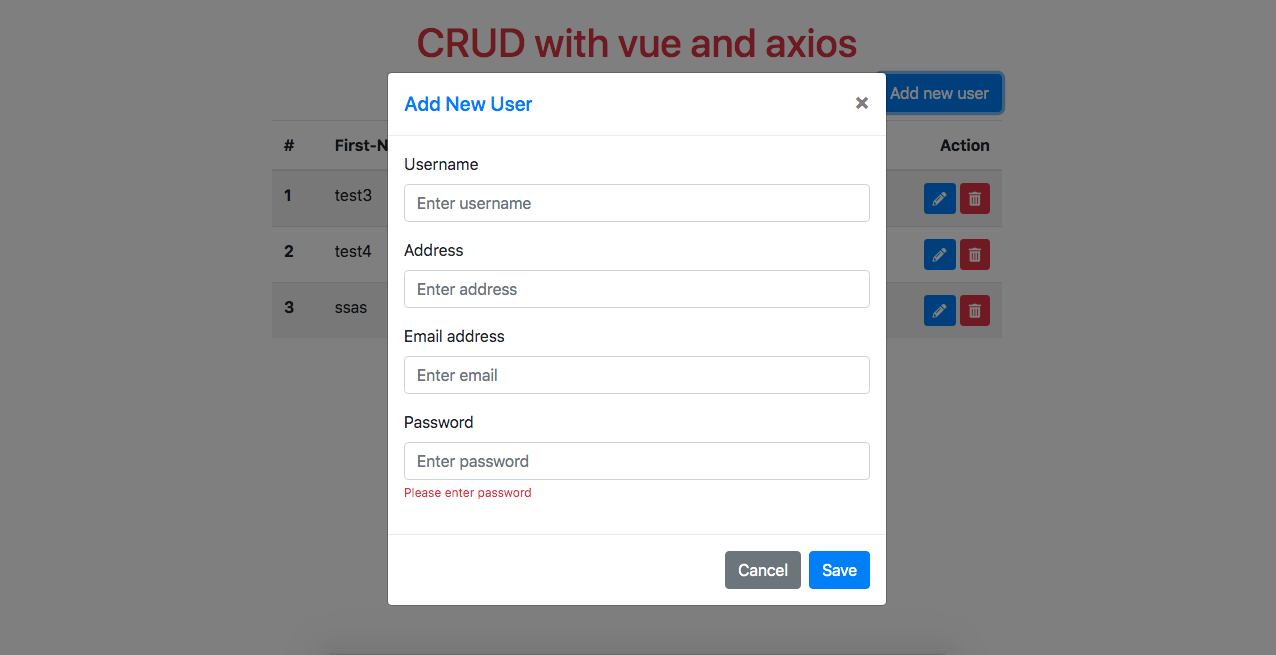 CRUD with vue and axios
Add new user
Add New User
×
# First-N Action
Username
Enter username
1 test3
Address
2 test4
Enter address
3 ssas
Email address
Enter email
Password
Enter password
Please enter password
Cancel Save